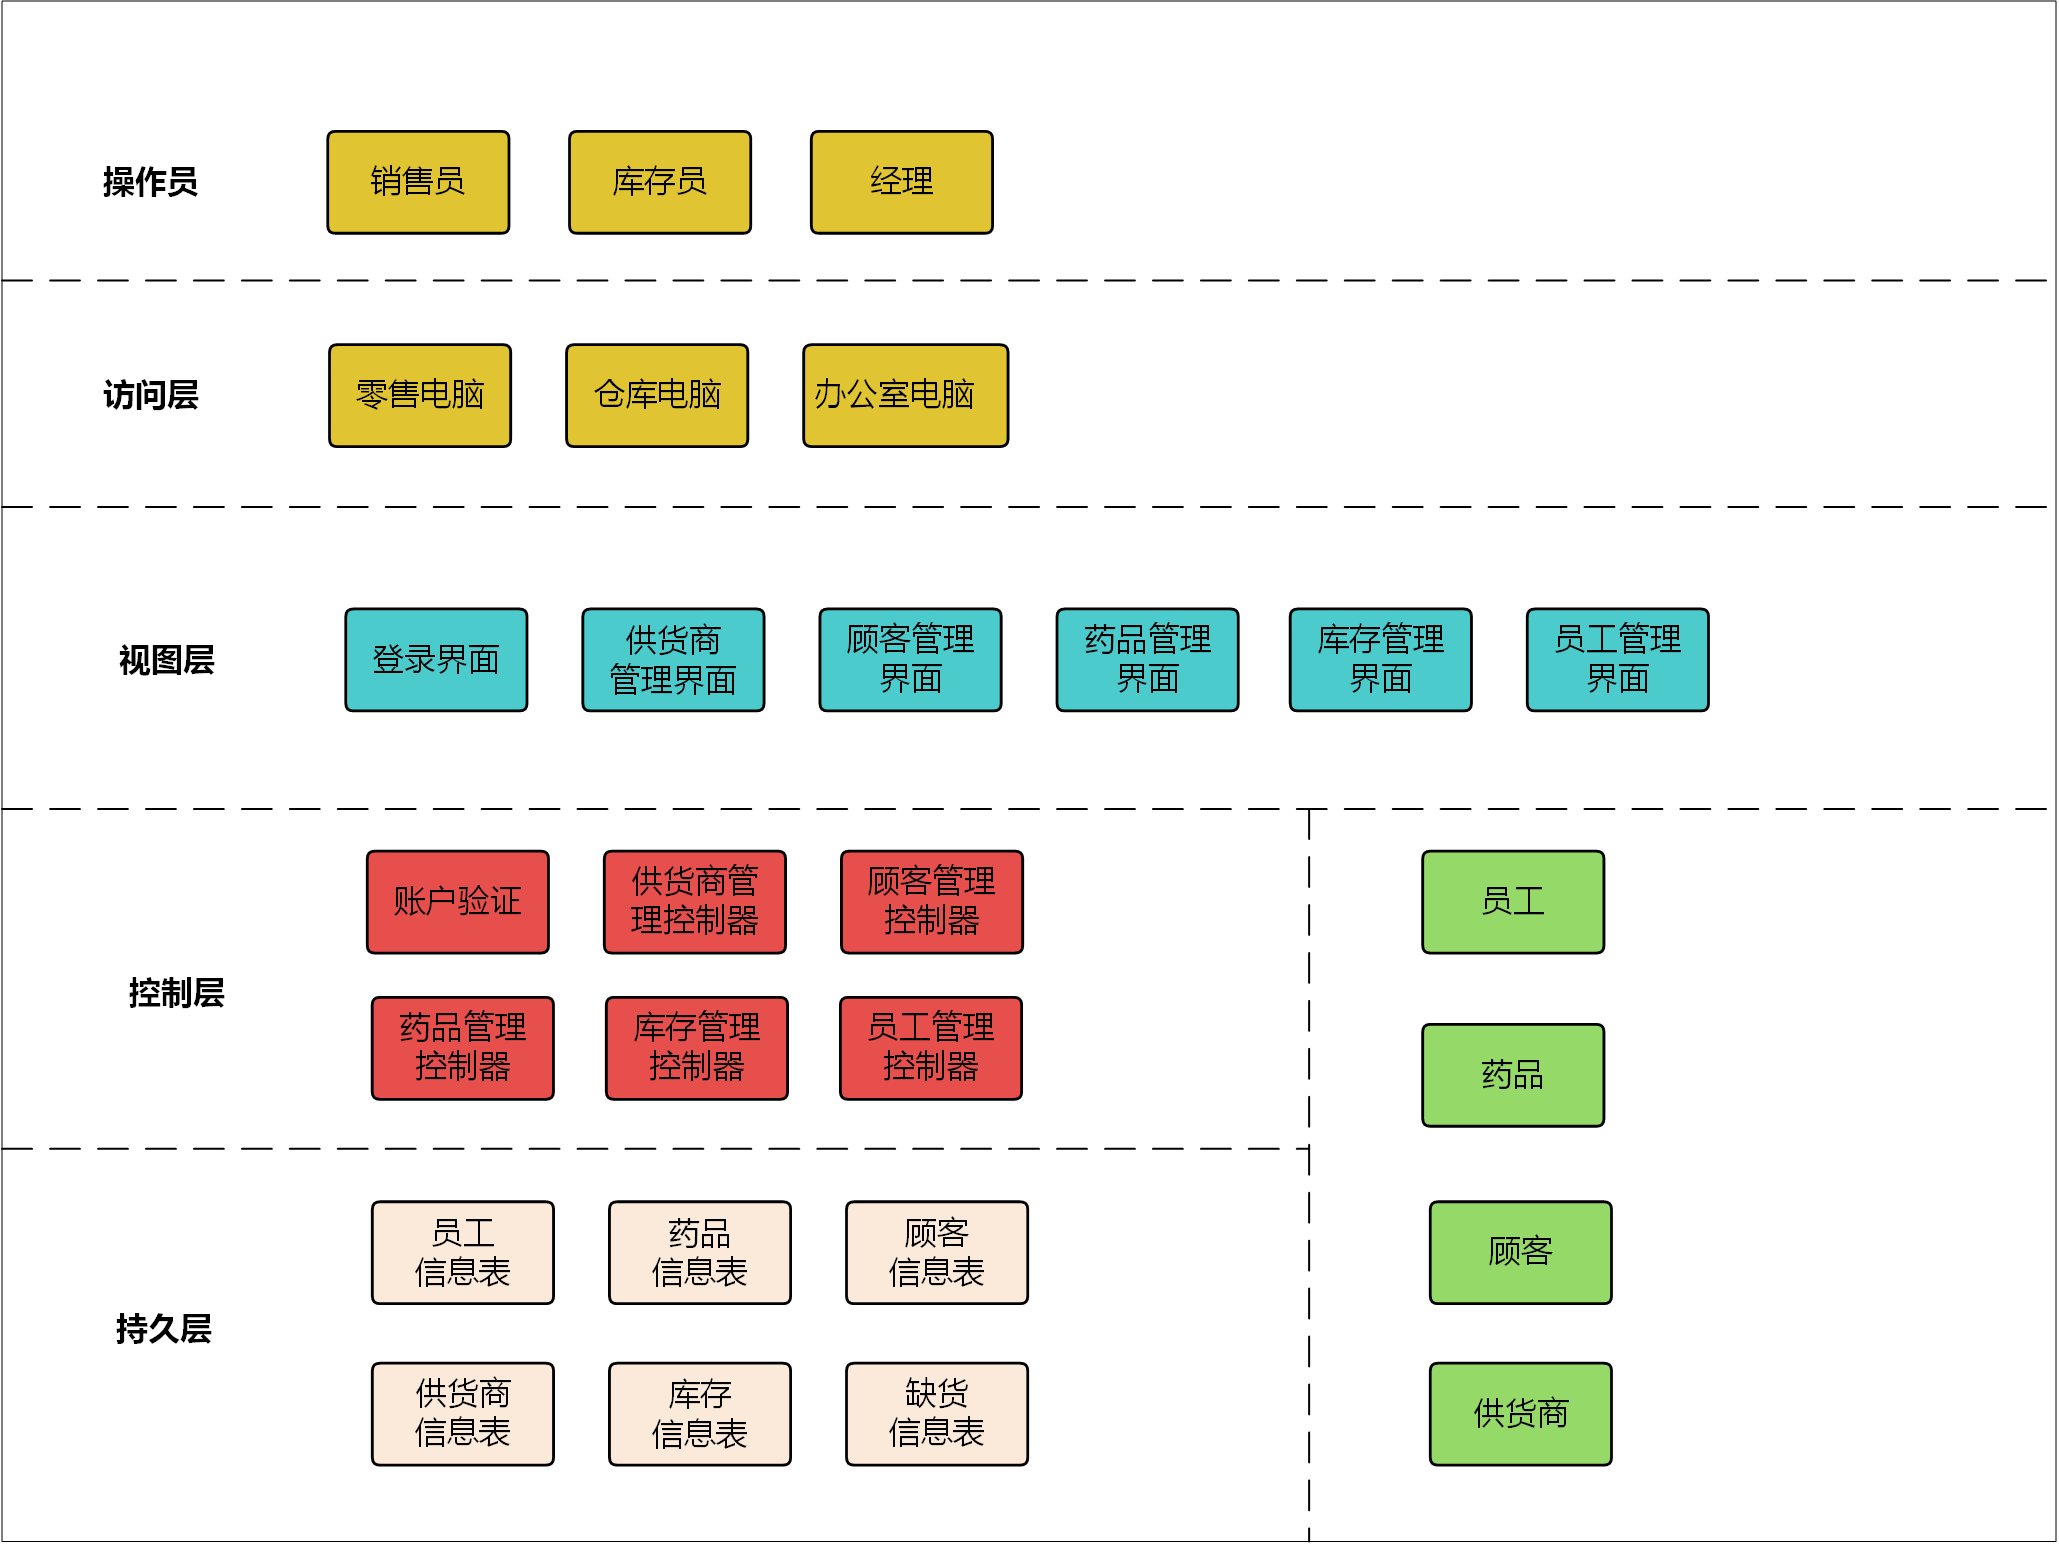 操作员
销售员
库存员
经理
访问层
零售电脑
仓库电脑
办公室电脑
视图层
登录界面
供货商
管理界面
顾客管理
界面
药品管理
界面
库存管理
界面
员工管理
界面
控制层
账户验证
供货商管
理控制器
顾客管理
控制器
药品管理
控制器
库存管理
控制器
员工管理
控制器
持久层
员工
信息表
药品
信息表
顾客
信息表
供货商
信息表
库存
信息表
缺货
信息表
员工
药品
顾客
供货商